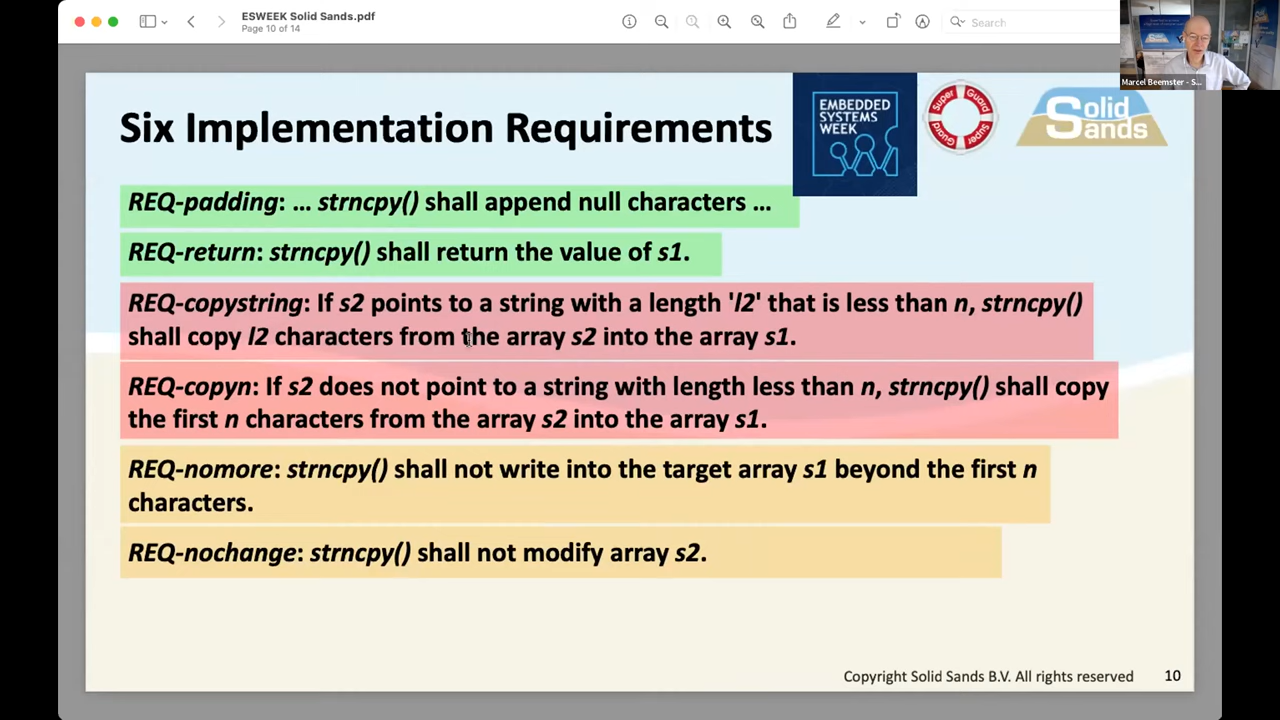 ESWEEK Solid Sands.pdf
Page 10 of 14
Search
Marcel Beemster - S...
Six Implementation Requirements
EMBEDDED
SYSTEMS
WEEK
Super Guard Super Guard
Solid
Sands
REQ-padding: ... strncpy() shall append null characters ...
REQ-return: strncpy() shall return the value of s1.
REQ-copystring: If s2 points to a string with a length 'l2' that is less than n, strncpy()
shall copy l2 characters from the array s2 into the array s1.
REQ-copyn: If s2 does not point to a string with length less than n, strncpy() shall copy
the first n characters from the array s2 into the array s1.
REQ-nomore: strncpy() shall not write into the target array s1 beyond the first n
characters.
REQ-nochange: strncpy() shall not modify array s2.
Copyright Solid Sands B.V. All rights reserved 10